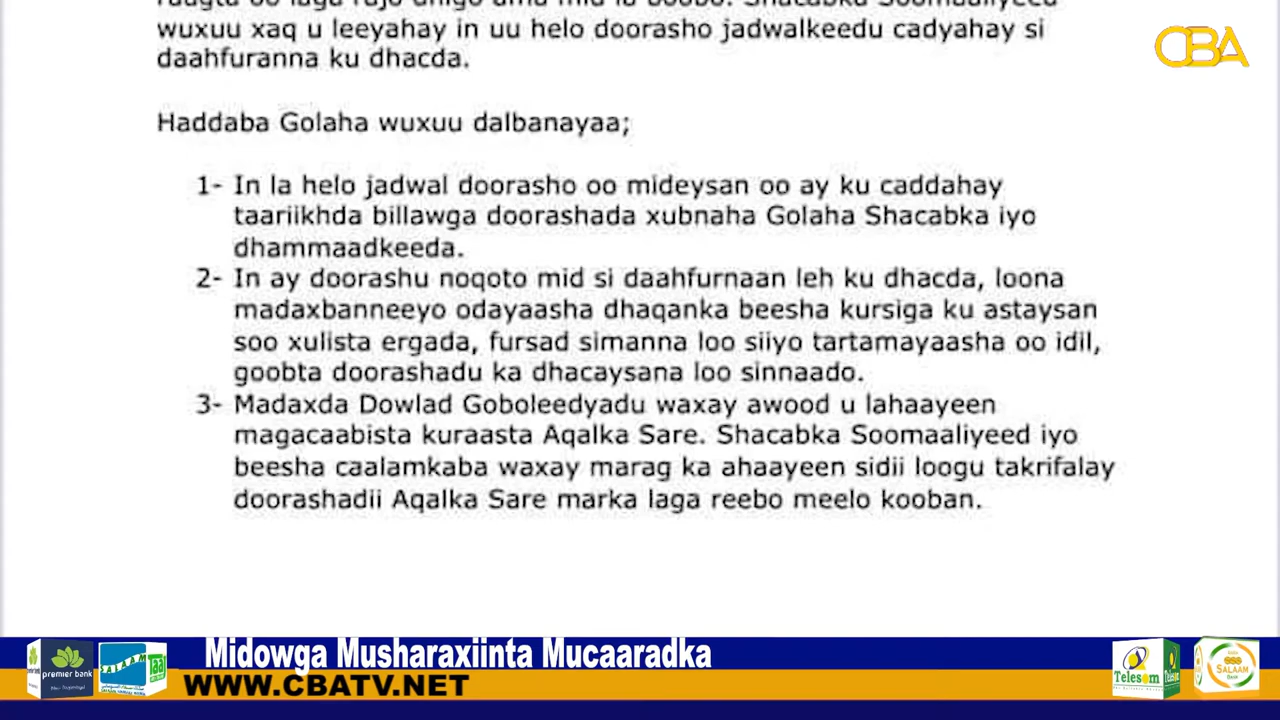 CBA
wuxuu xaq u leeyahay in uu helo doorasho jadwalkeedu cadyahay si
daahfuranna ku dhacda.
Haddaba Golaha wuxuu dalbanayaa;
1- In la helo jadwal doorasho oo mideysan oo ay ku caddahay
taariikhda billawga doorashada xubnaha Golaha Shacabka iyo
dhammaadkeeda.
2- In ay doorashu noqoto mid si daahfurnaan leh ku dhacda, loona
madaxbanneeyo odayaasha dhaqanka beesha kursiga ku astaysan
soo xulista ergada, fursad simanna loo siiyo tartamayaasha oo idil,
goobta doorashadu ka dhacaysana loo sinnaado.
3- Madaxda Dowlad Goboleedyadu waxay awood u lahaayeen
magacaabista kuraasta Aqalka Sare. Shacabka Soomaaliyeed iyo
beesha caalamkaba waxay marag ka ahaayeen sidii loogu takrifalay
doorashadii Aqalka Sare marka laga reebo meelo kooban.
Midowga Musharaxiinta Mucaaradka
WWW.CBATV.NET
premier bank
SALAAM
Telesom
SALAAM
BANK